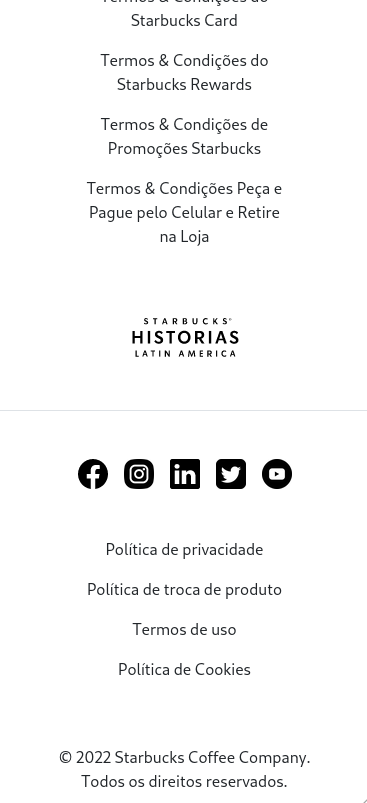 Termos & Condições do
Starbucks Card
Termos & Condições do
Starbucks Rewards
Termos & Condições de
Promoções Starbucks
Termos & Condições Peça e
Pague pelo Celular e Retire
na Loja
STARBUCKS®
HISTORIAS
LATIN AMERICA
Política de privacidade
Política de troca de produto
Termos de uso
Política de Cookies
© 2022 Starbucks Coffee Company.
Todos os direitos reservados.